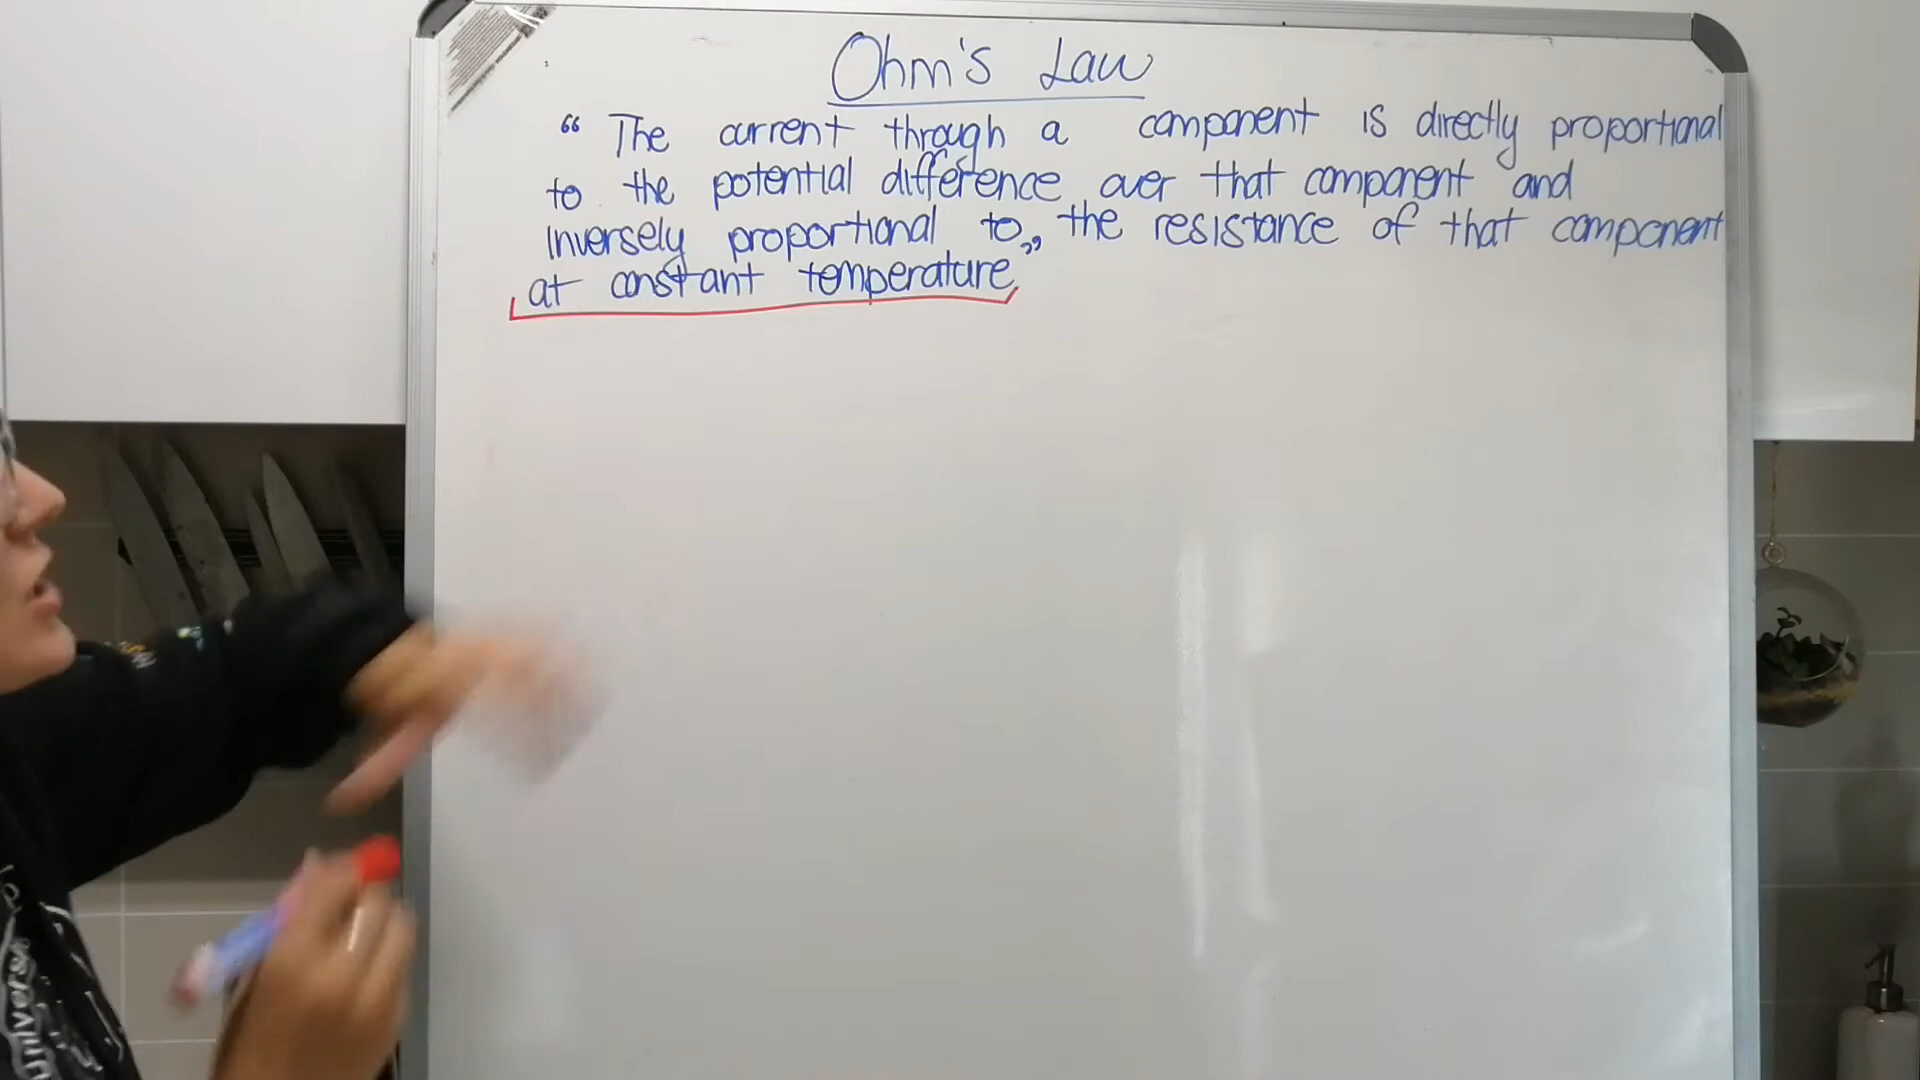 Ohm's Law
“ The current through a component is directly proportional
to the potential difference over that component and
inversely proportional to the resistance of that component
at constant temperature”
universe